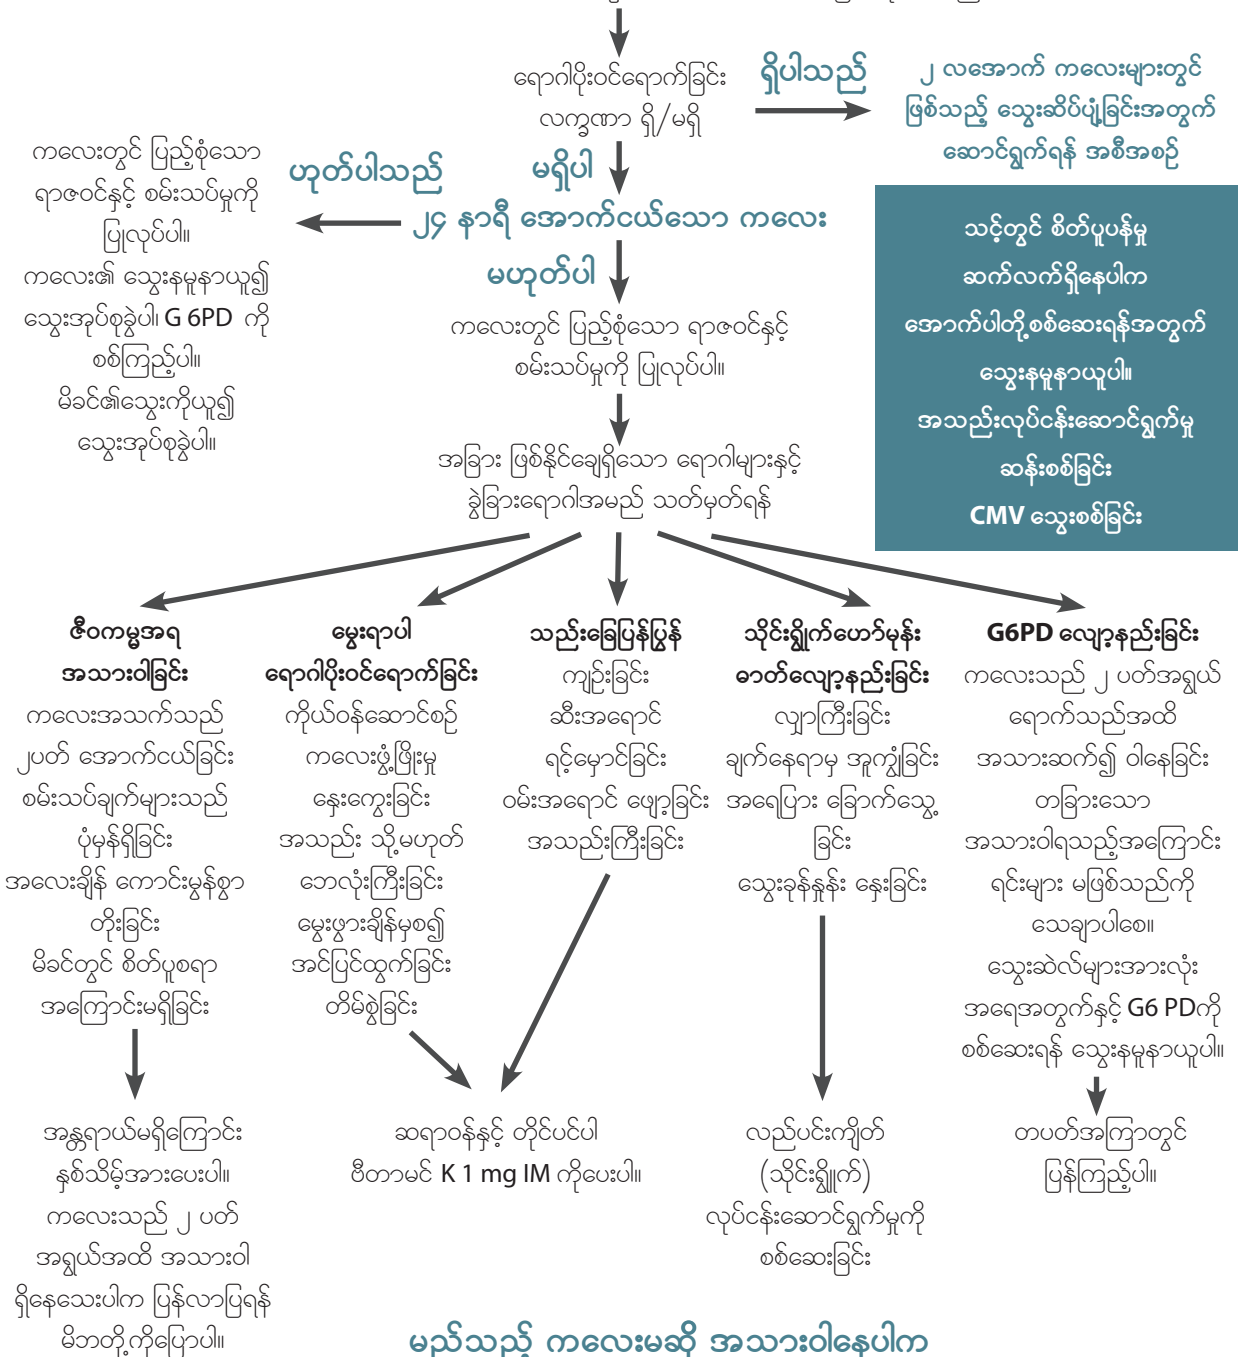 ရောဂါပိုးဝင်ရောက်ခြင်း
လက္ခဏာ ရှိ/မရှိ
ရှိပါသည်
၂ လအောက် ကလေးများတွင်
ဖြစ်သည့် သွေးဆိပ်ပျံ့ခြင်းအတွက်
ဆောင်ရွက်ရန် အစီအစဉ်
မရှိပါ
ဟုတ်ပါသည်
၂၄ နာရီ အောက်ငယ်သော ကလေး
မဟုတ်ပါ
ကလေးတွင် ပြည့်စုံသော
ရာဇဝင်နှင့် စမ်းသပ်မှုကို
ပြုလုပ်ပါ။
ကလေး၏ သွေးနမူနာယူ၍
သွေးအုပ်စုခွဲပါ။ G 6PD ကို
စစ်ကြည့်ပါ။
မိခင်၏သွေးကိုယူ၍
သွေးအုပ်စုခွဲပါ။
သင့်တွင် စိတ်ပူပန်မှု
ဆက်လက်ရှိနေပါက
အောက်ပါတို့စစ်ဆေးရန်အတွက်
သွေးနမူနာယူပါ။
အသည်းလုပ်ငန်းဆောင်ရွက်မှု
ဆန်းစစ်ခြင်း
CMV သွေးစစ်ခြင်း
ကလေးတွင် ပြည့်စုံသော ရာဇဝင်နှင့်
စမ်းသပ်မှုကို ပြုလုပ်ပါ။
အခြား ဖြစ်နိုင်ချေရှိသော ရောဂါများနှင့်
ခွဲခြားရောဂါအမည် သတ်မှတ်ရန်
ဇီဝကမ္မအရ
အသားဝါခြင်း
ကလေးအသက်သည်
၂ပတ် အောက်ငယ်ခြင်း
စမ်းသပ်ချက်များသည်
ပုံမှန်ရှိခြင်း
အလေးချိန် ကောင်းမွန်စွာ
တိုးခြင်း
မိခင်တွင် စိတ်ပူစရာ
အကြောင်းမရှိခြင်း
အန္တရာယ်မရှိကြောင်း
နှစ်သိမ့်အားပေးပါ။
ကလေးသည် ၂ ပတ်
အရွယ်အထိ အသားဝါ
ရှိနေသေးပါက ပြန်လာပြရန်
မိဘတို့ကိုပြောပါ။
မွေးရာပါ
ရောဂါပိုးဝင်ရောက်ခြင်း
ကိုယ်ဝန်ဆောင်စဉ်
ကလေးဖွံ့ဖြိုးမှု
နှေးကွေးခြင်း
အသည်း သို့မဟုတ်
ဘေလုံးကြီးခြင်း
မွေးဖွားချိန်မှစ၍
အင်ပြင်ထွက်ခြင်း
တိမ်စွဲခြင်း
သည်းခြေပြန်ပြွန်
ကျဉ်းခြင်း
ဆီးအရောင်
ရင့်မှောင်ခြင်း
ဝမ်းအရောင် ဖျော့ခြင်း
အသည်းကြီးခြင်း
ဆရာဝန်နှင့် တိုင်ပင်ပါ
ဗီတာမင် K 1 mg IM ကိုပေးပါ။
သိုင်းရွိုက်ဟော်မုန်း
ဓာတ်လျော့နည်းခြင်း
လျှာကြီးခြင်း
ချက်နေရာမှ အူကျွံခြင်း
အရေပြား ခြောက်သွေ့
ခြင်း
သွေးခုန်နှုန်း နှေးခြင်း
လည်ပင်းကျိတ်
(သိုင်းရွိုက်)
လုပ်ငန်းဆောင်ရွက်မှုကို
စစ်ဆေးခြင်း
G6PD လျော့နည်းခြင်း
ကလေးသည် ၂ ပတ်အရွယ်
ရောက်သည်အထိ
အသားဆက်၍ ဝါနေခြင်း
တခြားသော
အသားဝါရသည့်အကြောင်း
ရင်းများ မဖြစ်သည်ကို
သေချာပါစေ။
သွေးဆဲလ်များအားလုံး
အရေအတွက်နှင့် G6 PDကို
စစ်ဆေးရန် သွေးနမူနာယူပါ။
တပတ်အကြာတွင်
ပြန်ကြည့်ပါ။
မည်သည့် ကလေးမဆို အသားဝါနေပါက